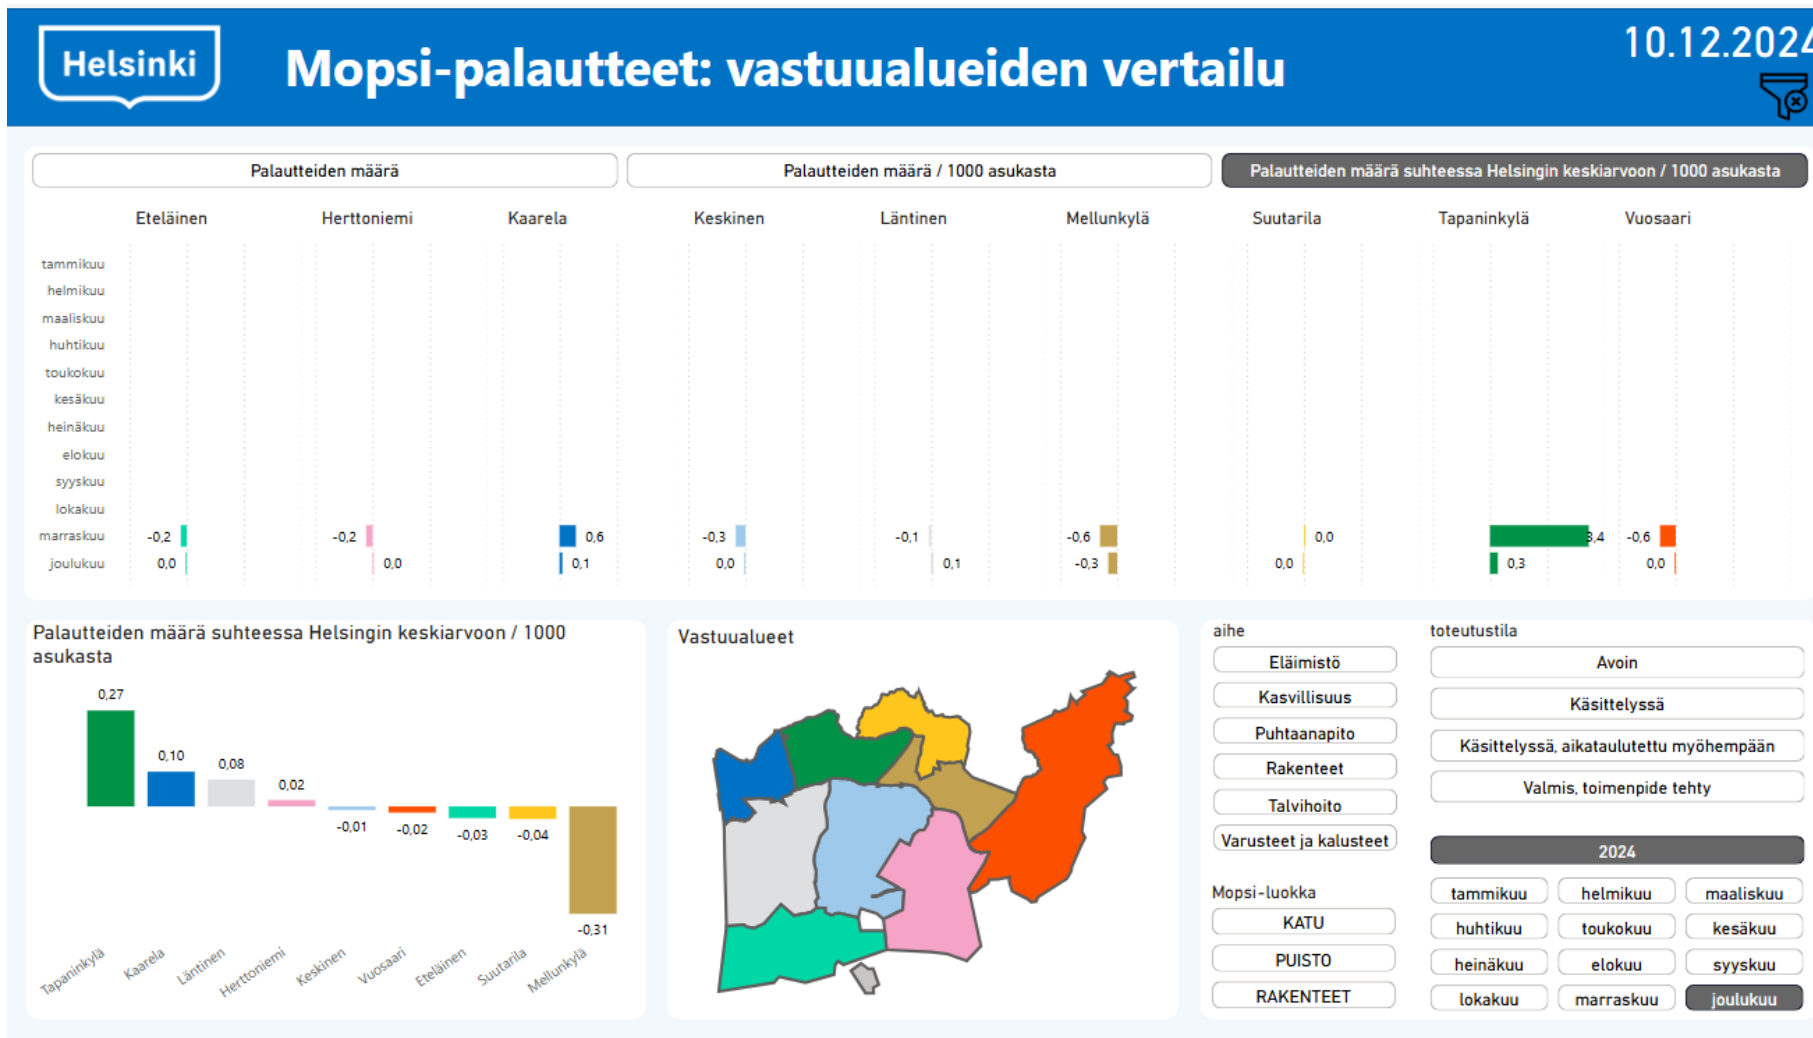 Helsinki
Mopsi-palautteet: vastuualueiden vertailu
10.12.2024
Palautteiden määrä
Palautteiden määrä / 1000 asukasta
Palautteiden määrä suhteessa Helsingin keskiarvoon / 1000 asukasta
Eteläinen Herttoniemi Kaarela Keskinen Läntinen Mellunkylä Suutarila Tapaninkylä Vuosaari
tammikuu
helmikuu
maaliskuu
huhtikuu
toukokuu
kesäkuu
heinäkuu
elokuu
syyskuu
lokakuu
marraskuu -0,2 -0,2 0,6 -0,3 -0,1 -0,6 0,0 3,4 -0,6
joulukuu 0,0 0,0 0,1 0,0 0,1 -0,3 0,0 0,3 0,0
Palautteiden määrä suhteessa Helsingin keskiarvoon / 1000
asukasta
0,27
0,10
0,08
0,02
-0,01
-0,02
-0,03
-0,04
-0,31
Tapaninkylä
Kaarela
Läntinen
Herttoniemi
Keskinen
Vuosaari
Eteläinen
Suutarila
Mellunkylä
Vastuualueet
aihe
Eläimistö
Kasvillisuus
Puhtaanapito
Rakenteet
Talvihoito
Varusteet ja kalusteet
Mopsi-luokka
KATU
PUISTO
RAKENTEET
toteutustila
Avoin
Käsittelyssä
Käsittelyssä, aikataulutettu myöhempään
Valmis, toimenpide tehty
2024
tammikuu helmikuu maaliskuu
huhtikuu toukokuu kesäkuu
heinäkuu elokuu syyskuu
lokakuu marraskuu joulukuu